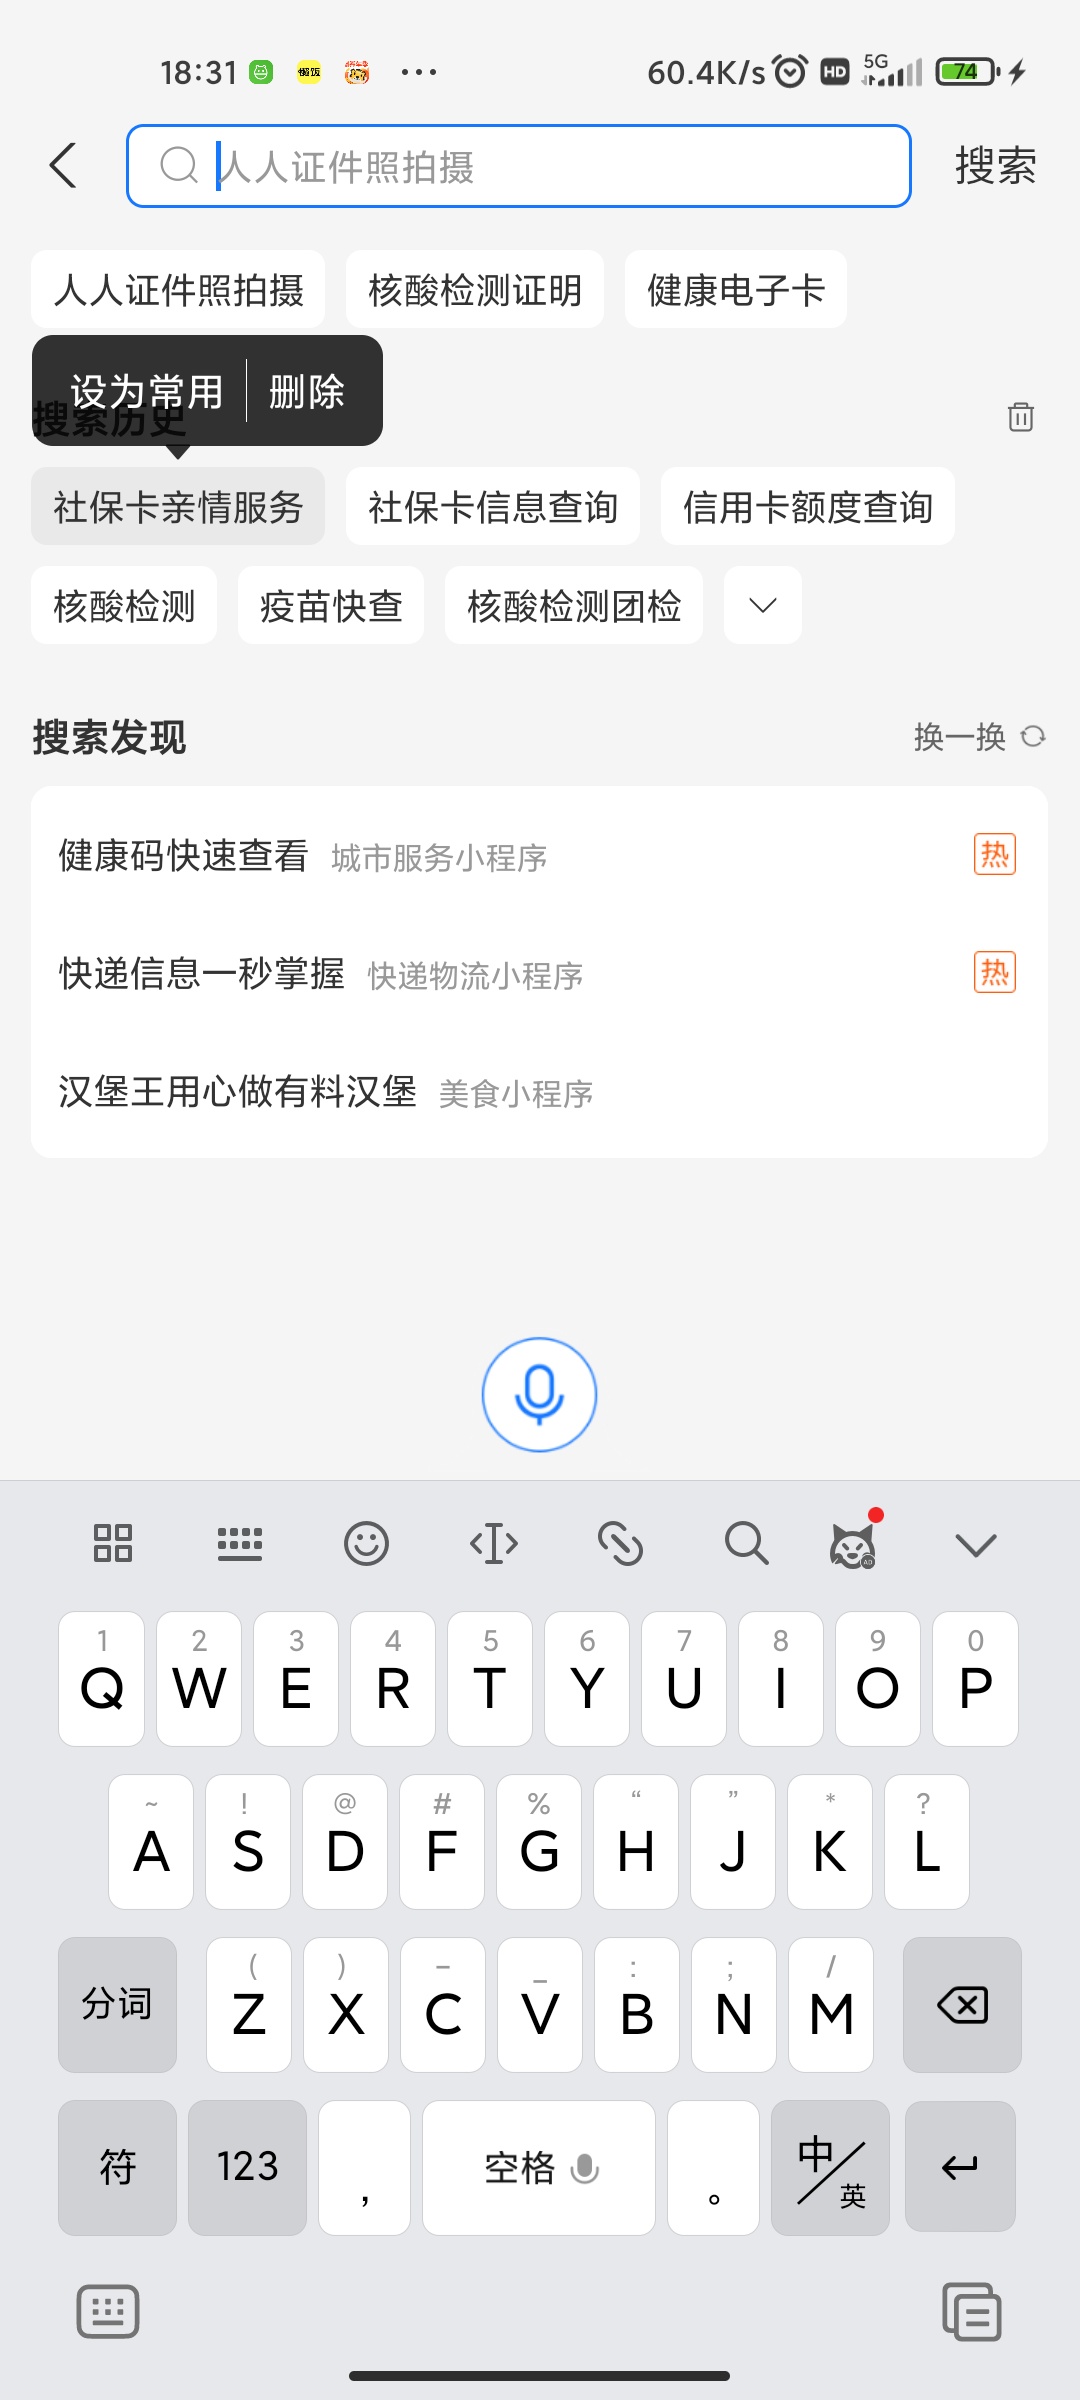 18:31 懒饭 ··· 60.4K/s HD 5G 74
人人证件照拍摄 搜索
人人证件照拍摄 核酸检测证明 健康电子卡
设为常用 删除
搜索历史
社保卡亲情服务 社保卡信息查询 信用卡额度查询
核酸检测 疫苗快查 核酸检测团检
搜索发现 换一换
健康码快速查看 城市服务小程序 热
快递信息一秒掌握 快递物流小程序 热
汉堡王用心做有料汉堡 美食小程序
1 2 3 4 5 6 7 8 9 0
Q W E R T Y U I O P
~ ! @ # % “ ” * ?
A S D F G H J K L
( ) - _ : ; /
分词 Z X C V B N M
符 123 , 空格 。 中/英